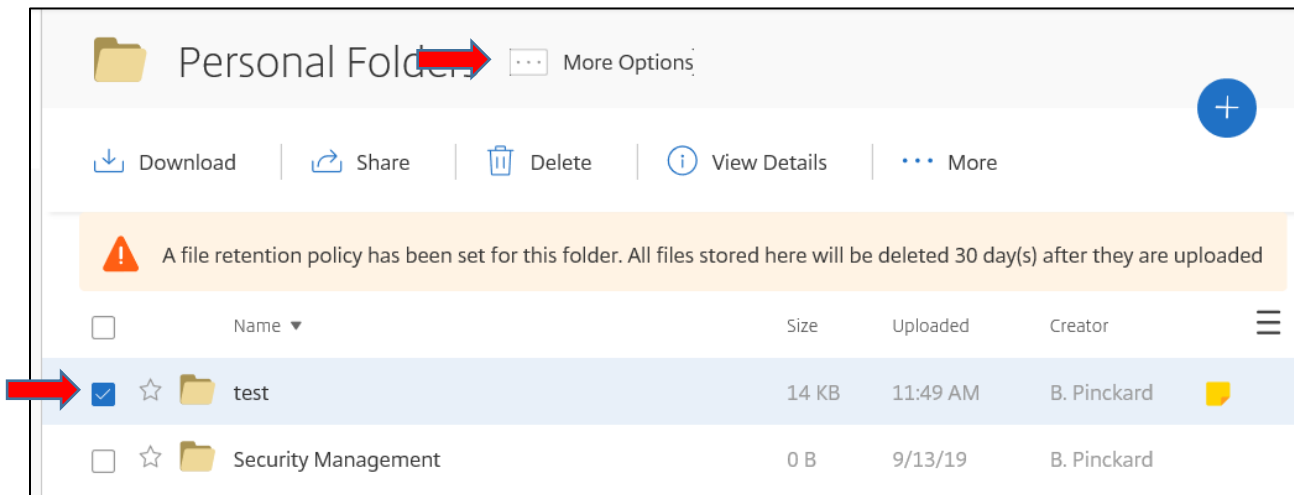 Personal Folders ··· More Options
+
Download Share Delete i View Details ··· More
! A file retention policy has been set for this folder. All files stored here will be deleted 30 day(s) after they are uploaded
Name ▼ Size Uploaded Creator
test 14 KB 11:49 AM B. Pinckard
Security Management 0 B 9/13/19 B. Pinckard